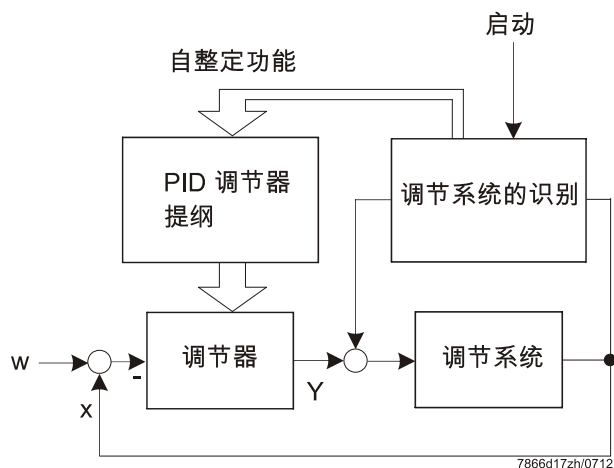 启动
自整定功能
PID 调节器
提纲
调节系统的识别
w
-
调节器
Y
调节系统
x
7866d17zh/0712